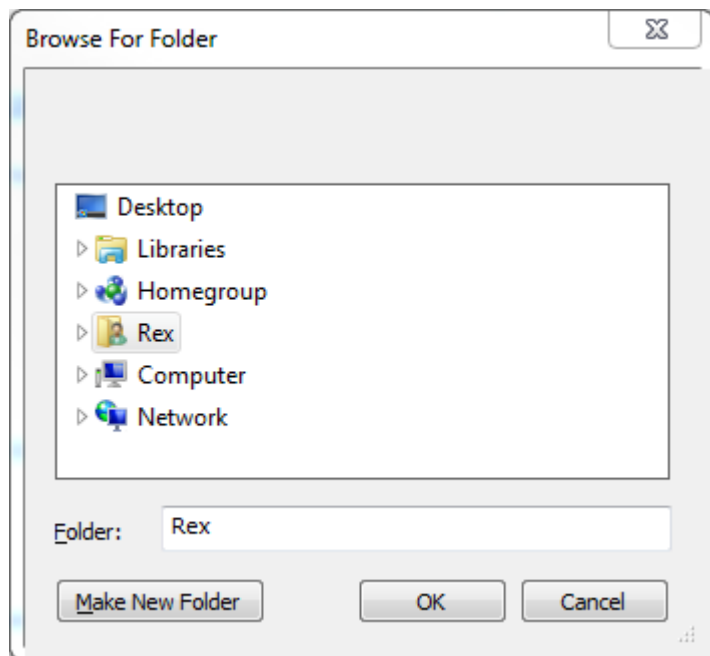 Browse For Folder
Desktop
Libraries
Homegroup
Rex
Computer
Network
Folder: Rex
Make New Folder OK Cancel